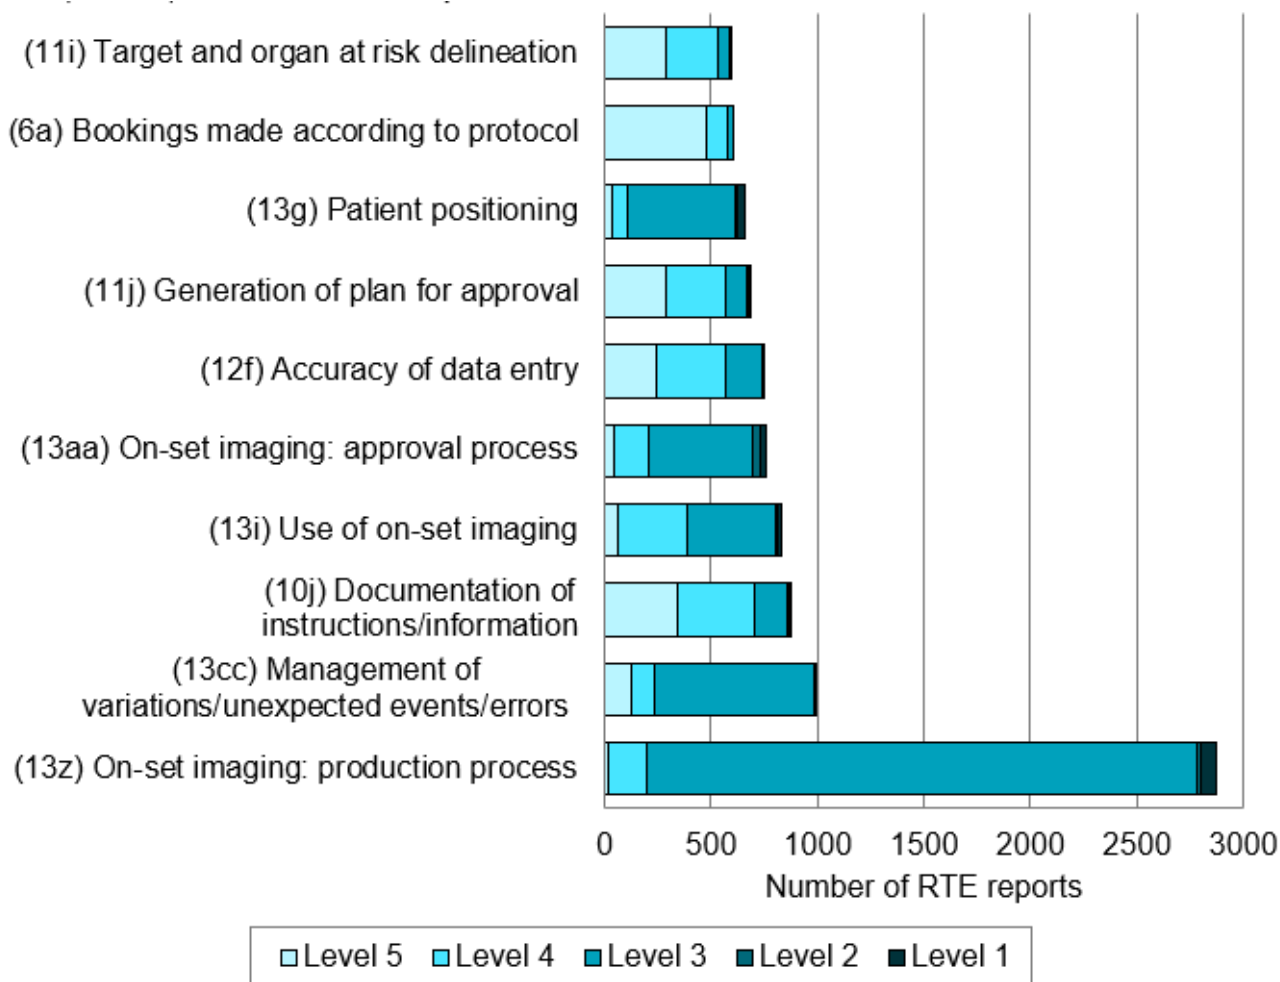 (11i) Target and organ at risk delineation
(6a) Bookings made according to protocol
(13g) Patient positioning
(11j) Generation of plan for approval
(12f) Accuracy of data entry
(13aa) On-set imaging: approval process
(13i) Use of on-set imaging
(10j) Documentation of
instructions/information
(13cc) Management of
variations/unexpected events/errors
(13z) On-set imaging: production process
0 500 1000 1500 2000 2500 3000
Number of RTE reports
Level 5 Level 4 Level 3 Level 2 Level 1